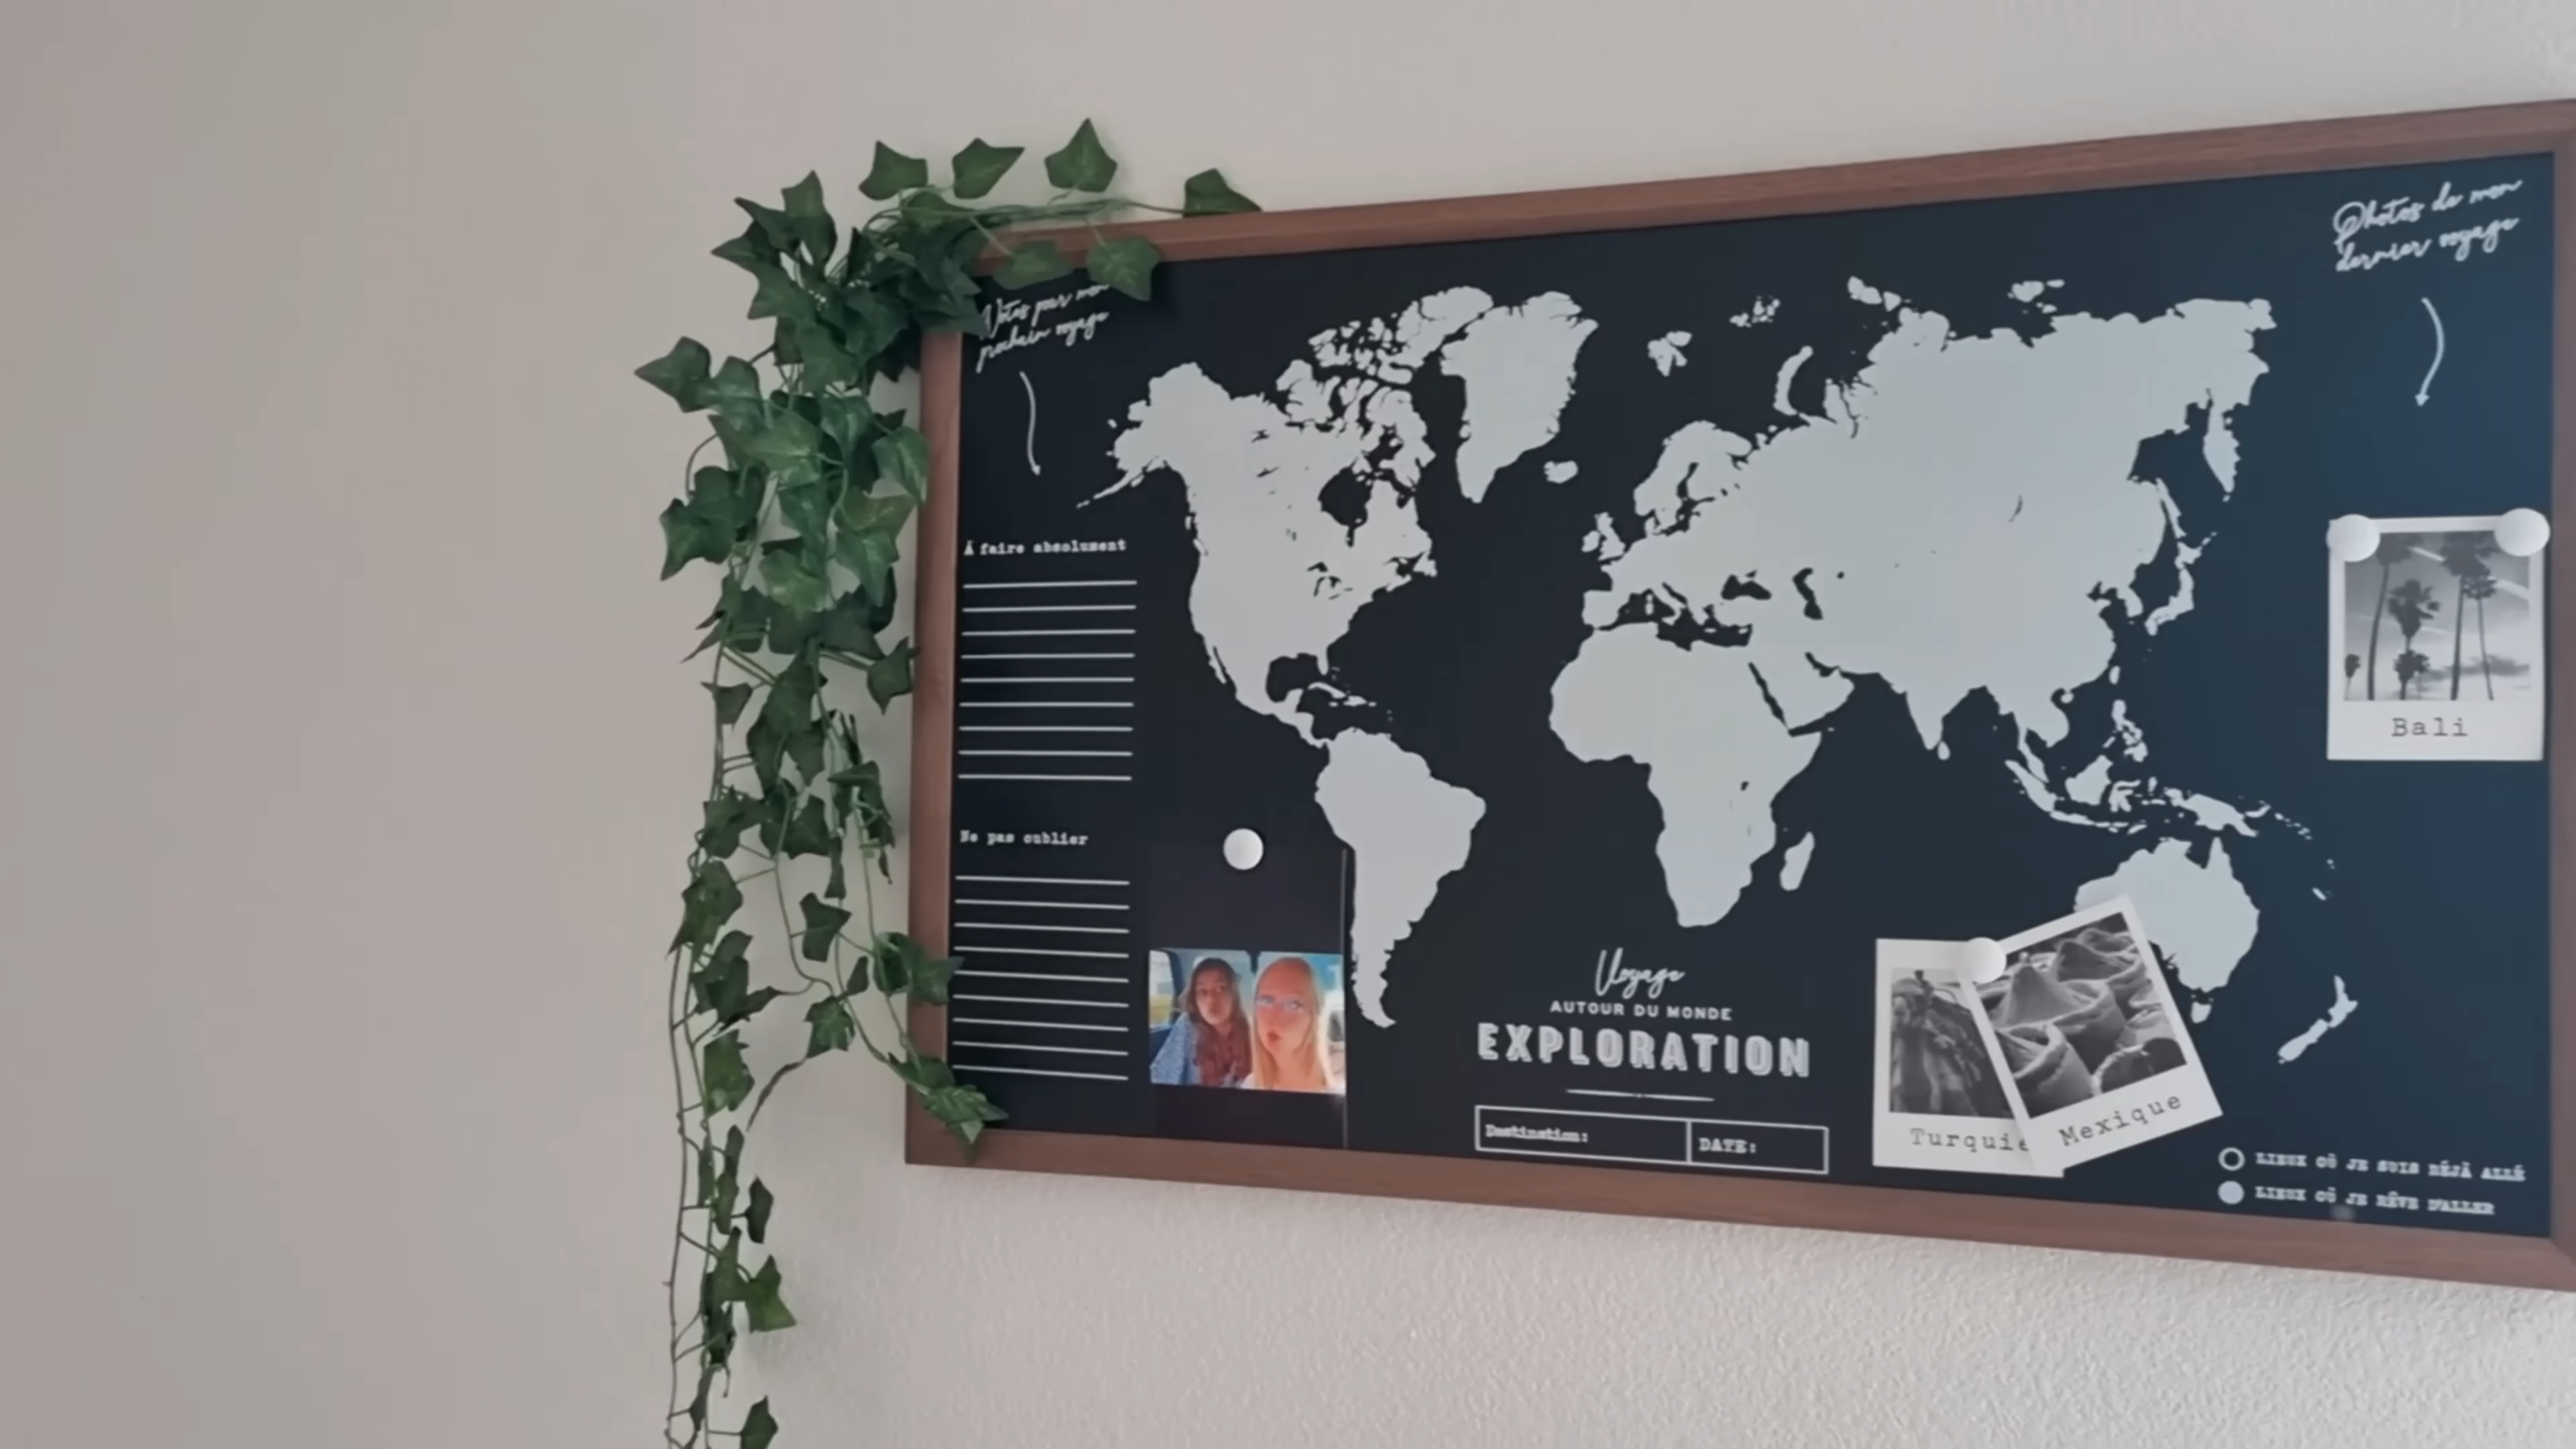 Notes pour mon
prochain voyage
À faire absolument
Ne pas oublier
Voyage
AUTOUR DU MONDE
EXPLORATION
Destination:
DATE:
Photos de mon
dernier voyage
Bali
Turquie
Mexique
LIEUX OÙ JE SUIS DÉJÀ ALLÉ
LIEUX OÙ JE RÊVE D'ALLER